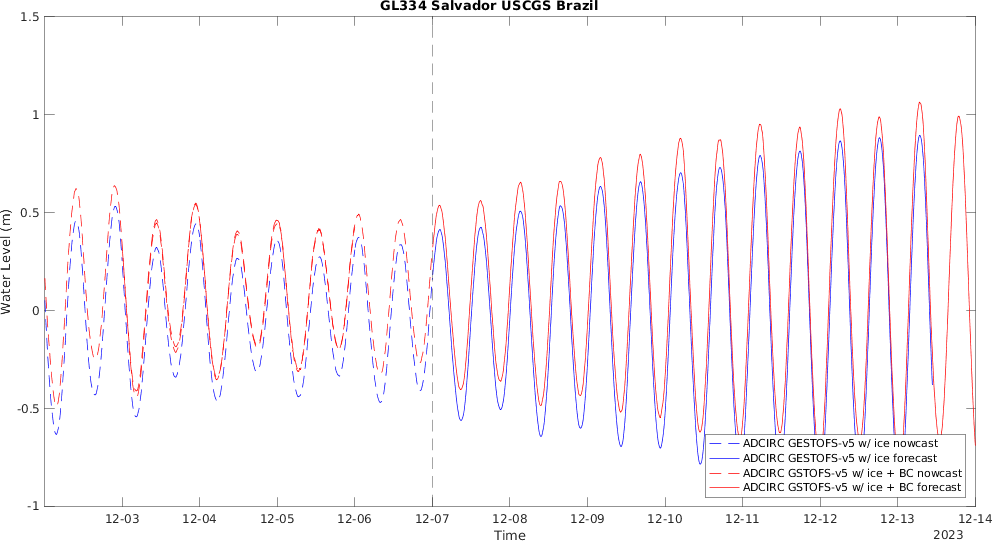 GL334 Salvador USCGS Brazil
1.5
1
0.5
0
-0.5
-1
Water Level (m)
12-03 12-04 12-05 12-06 12-07 12-08 12-09 12-10 12-11 12-12 12-13 12-14
Time
2023
ADCIRC GESTOFS-v5 w/ ice nowcast
ADCIRC GESTOFS-v5 w/ ice forecast
ADCIRC GSTOFS-v5 w/ ice + BC nowcast
ADCIRC GSTOFS-v5 w/ ice + BC forecast